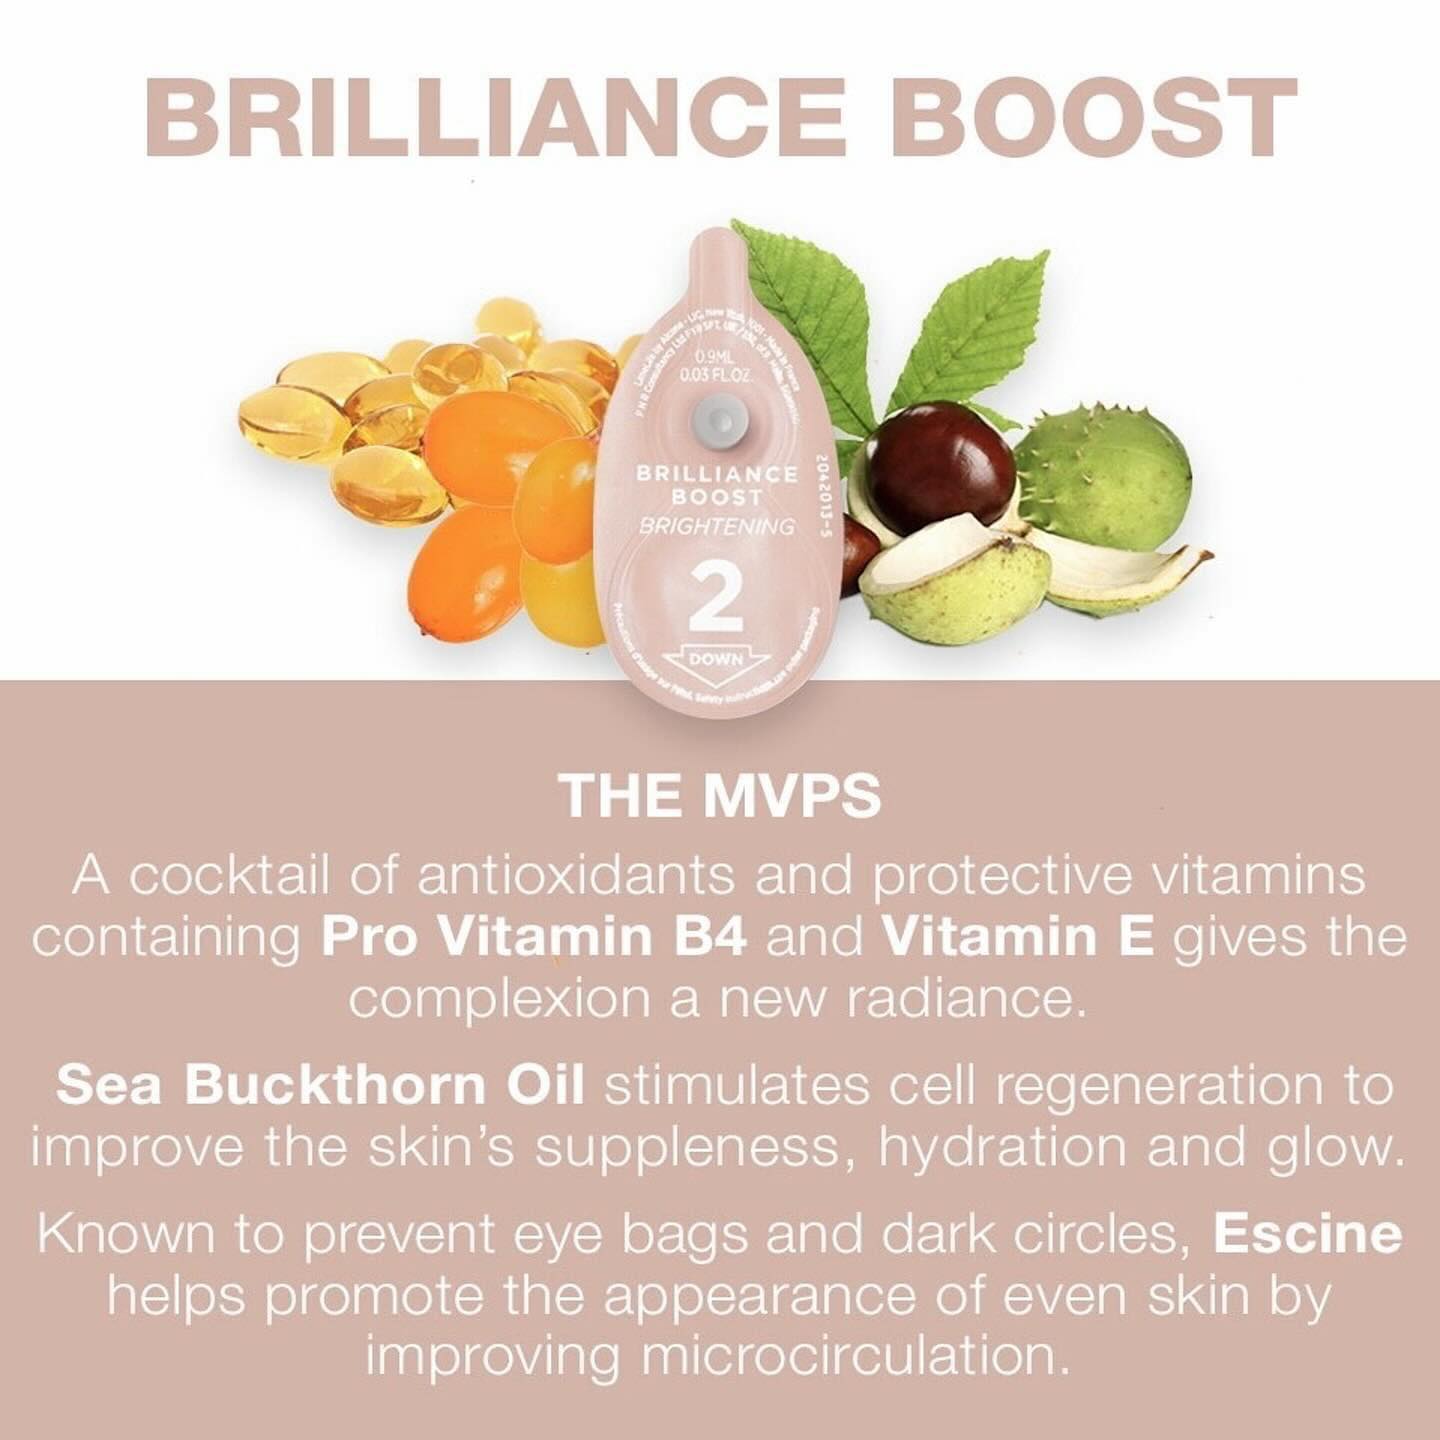 BRILLIANCE BOOST
0.9ML
0.03 FL.OZ.
BRILLIANCE
BOOST
BRIGHTENING
2042013-5
2
DOWN
THE MVPS
A cocktail of antioxidants and protective vitamins
containing Pro Vitamin B4 and Vitamin E gives the
complexion a new radiance.
Sea Buckthorn Oil stimulates cell regeneration to
improve the skin's suppleness, hydration and glow.
Known to prevent eye bags and dark circles, Escine
helps promote the appearance of even skin by
improving microcirculation.